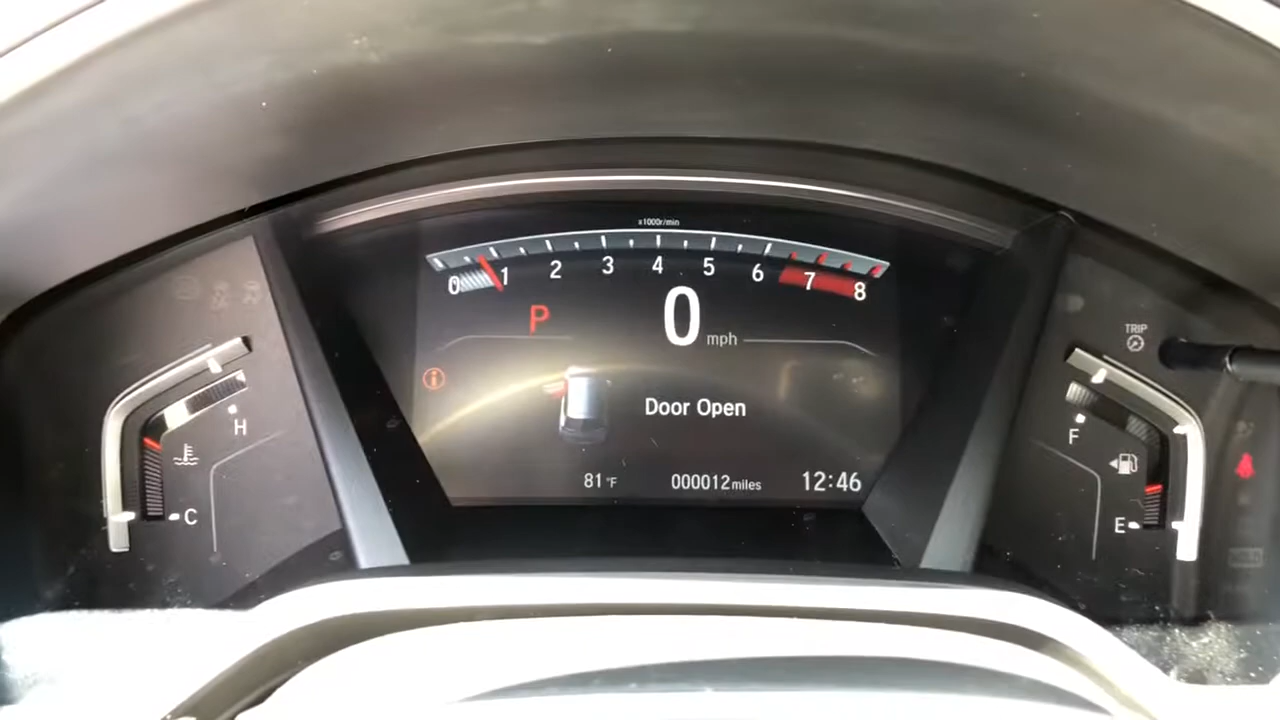 x1000r/min
0 1 2 3 4 5 6 7 8
P 0 mph
TRIP
Door Open
H
F
C
E
81°F 000012 miles 12:46